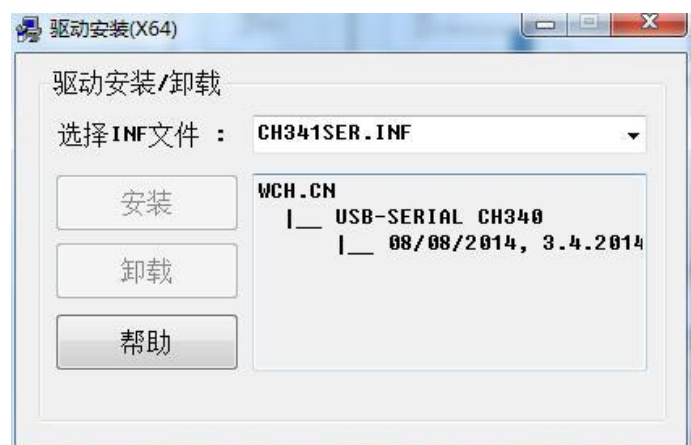 驱动安装(X64)
驱动安装/卸载
选择INF文件 : CH341SER.INF
安装
卸载
帮助
WCH.CN
|__ USB-SERIAL CH340
|__ 08/08/2014, 3.4.2014